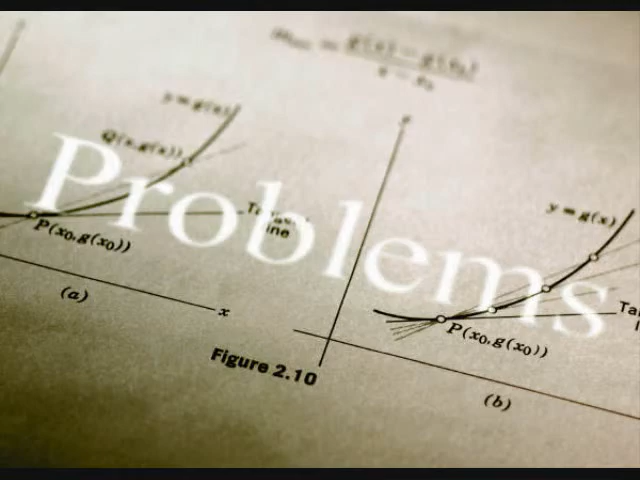 Problems
y = g(x)
Q(x, g(x))
P(x₀, g(x₀))
x
(a)
Figure 2.10
y = g(x)
P(x₀, g(x₀))
(b)